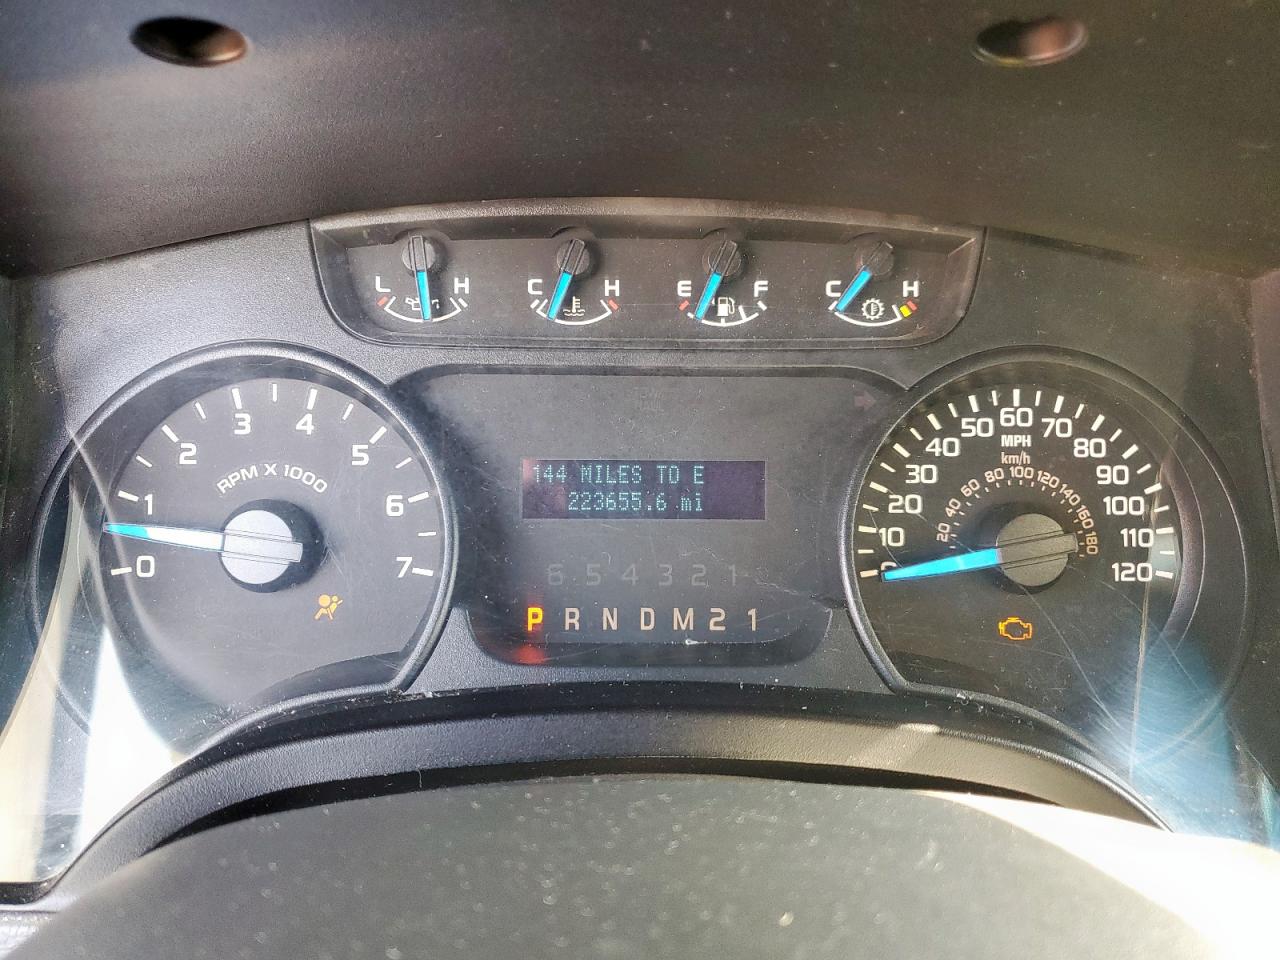 L H
C H
E F
C H
0 1 2 3 4 5 6 7
RPM X 1000
144 MILES TO E
223655.6 mi
6 5 4 3 2 1
P R N D M 2 1
0 10 20 30 40 50 60 70 80 90 100 110 120
MPH
km/h
20 40 60 80 100 120 140 160 180